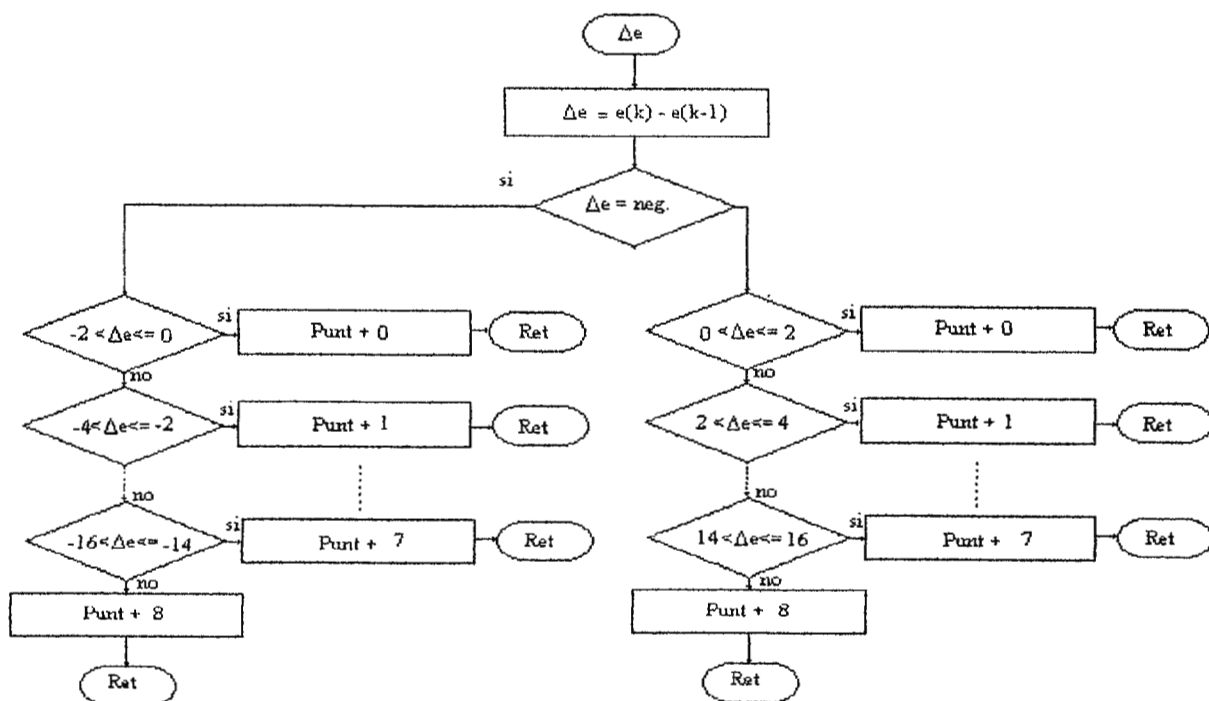 Δe
Δe = e(k) - e(k-1)
si
Δe = neg.
-2 <Δe<= 0
si
Punt + 0
Ret
no
-4<Δe<= -2
si
Punt + 1
Ret
no
-16<Δe<= -14
si
Punt + 7
Ret
no
Punt + 8
Ret
0 <Δe<= 2
si
Punt + 0
Ret
no
2 <Δe<= 4
si
Punt + 1
Ret
no
14 <Δe<= 16
si
Punt + 7
Ret
no
Punt + 8
Ret